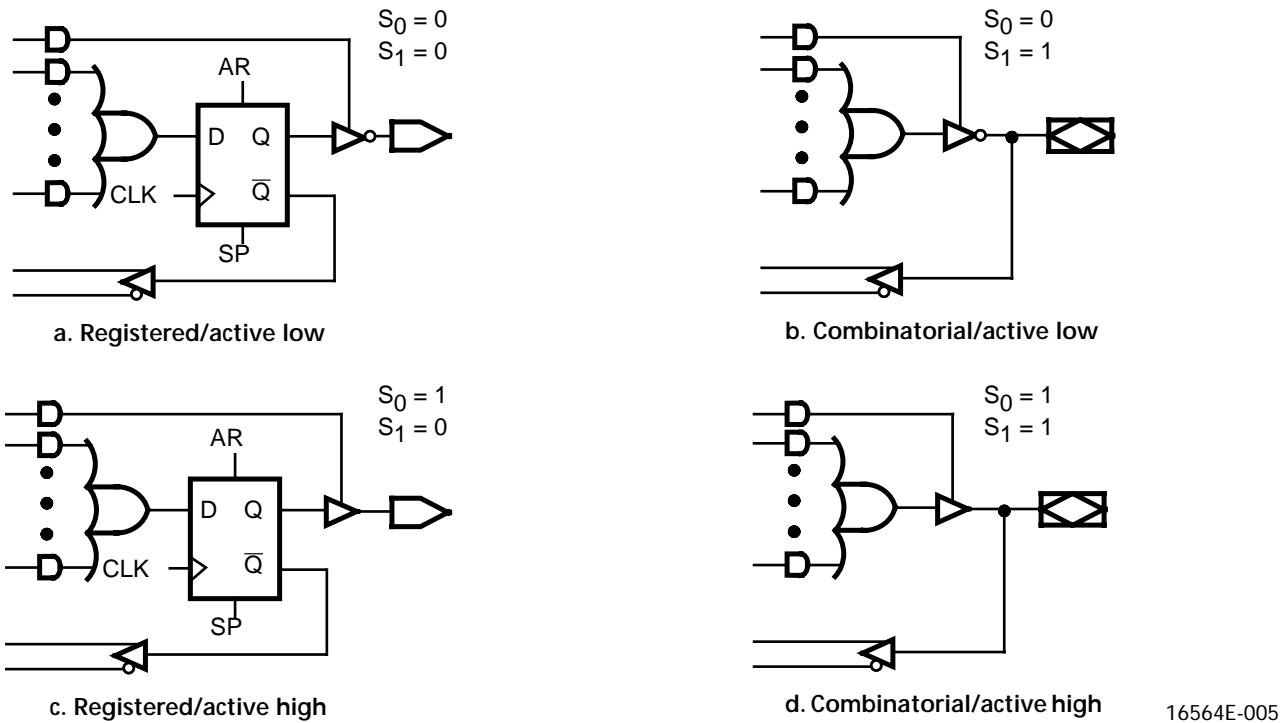 S0 = 0
S1 = 0
AR
D Q
CLK
Q̅
SP
a. Registered/active low
S0 = 0
S1 = 1
b. Combinatorial/active low
S0 = 1
S1 = 0
AR
D Q
CLK
Q̅
SP
c. Registered/active high
S0 = 1
S1 = 1
d. Combinatorial/active high
16564E-005